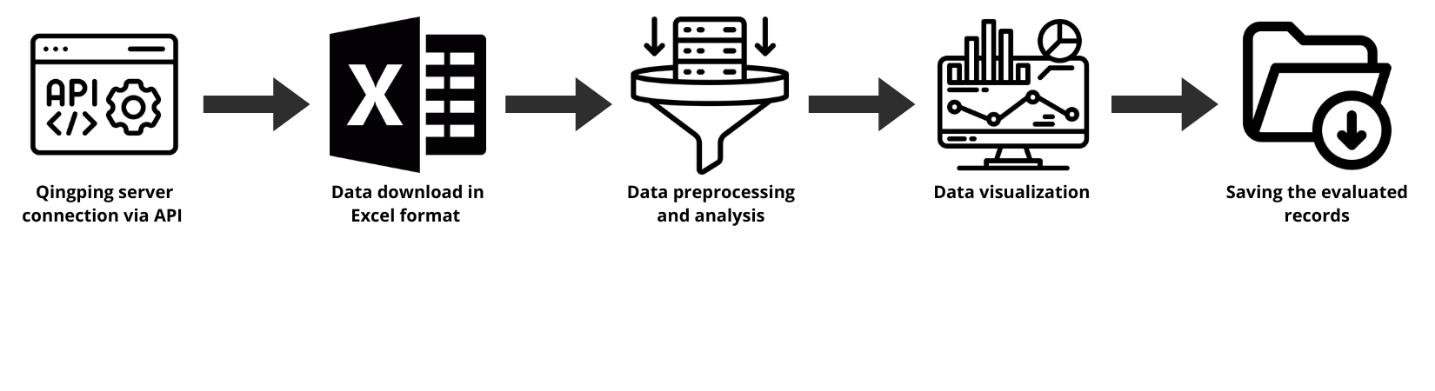 API
</>
X
Qingping server
connection via API
Data download in
Excel format
Data preprocessing
and analysis
Data visualization
Saving the evaluated
records